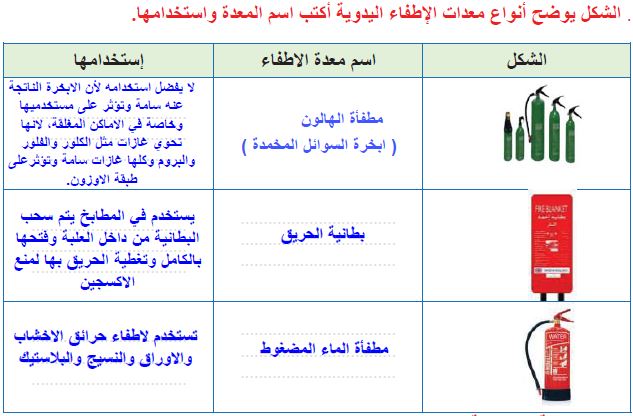 . الشكل يوضح أنواع معدات الإطفاء اليدوية أكتب اسم المعدة واستخدامها.
الشكل
اسم معدة الاطفاء
إستخدامها
مطفأة الهالون
( ابخرة السوائل المخمدة )
لا يفضل استخدامه لأن الابخرة الناتجة
عنه سامة وتؤثر على مستخدميها
وخاصة في الاماكن المغلقة، لانها
تحوي غازات مثل الكلور والفلور
والبروم وكلها غازات سامة وتؤثرعلى
طبقة الاوزون.
FIRE BLANKET
بطانية الحريق
يستخدم في المطابخ يتم سحب
البطانية من داخل العلبة وفتحها
بالكامل وتغطية الحريق بها لمنع
الاكسجين
WATER
مطفأة الماء المضغوط
تستخدم لاطفاء حرائق الاخشاب
والاوراق والنسيج والبلاستيك